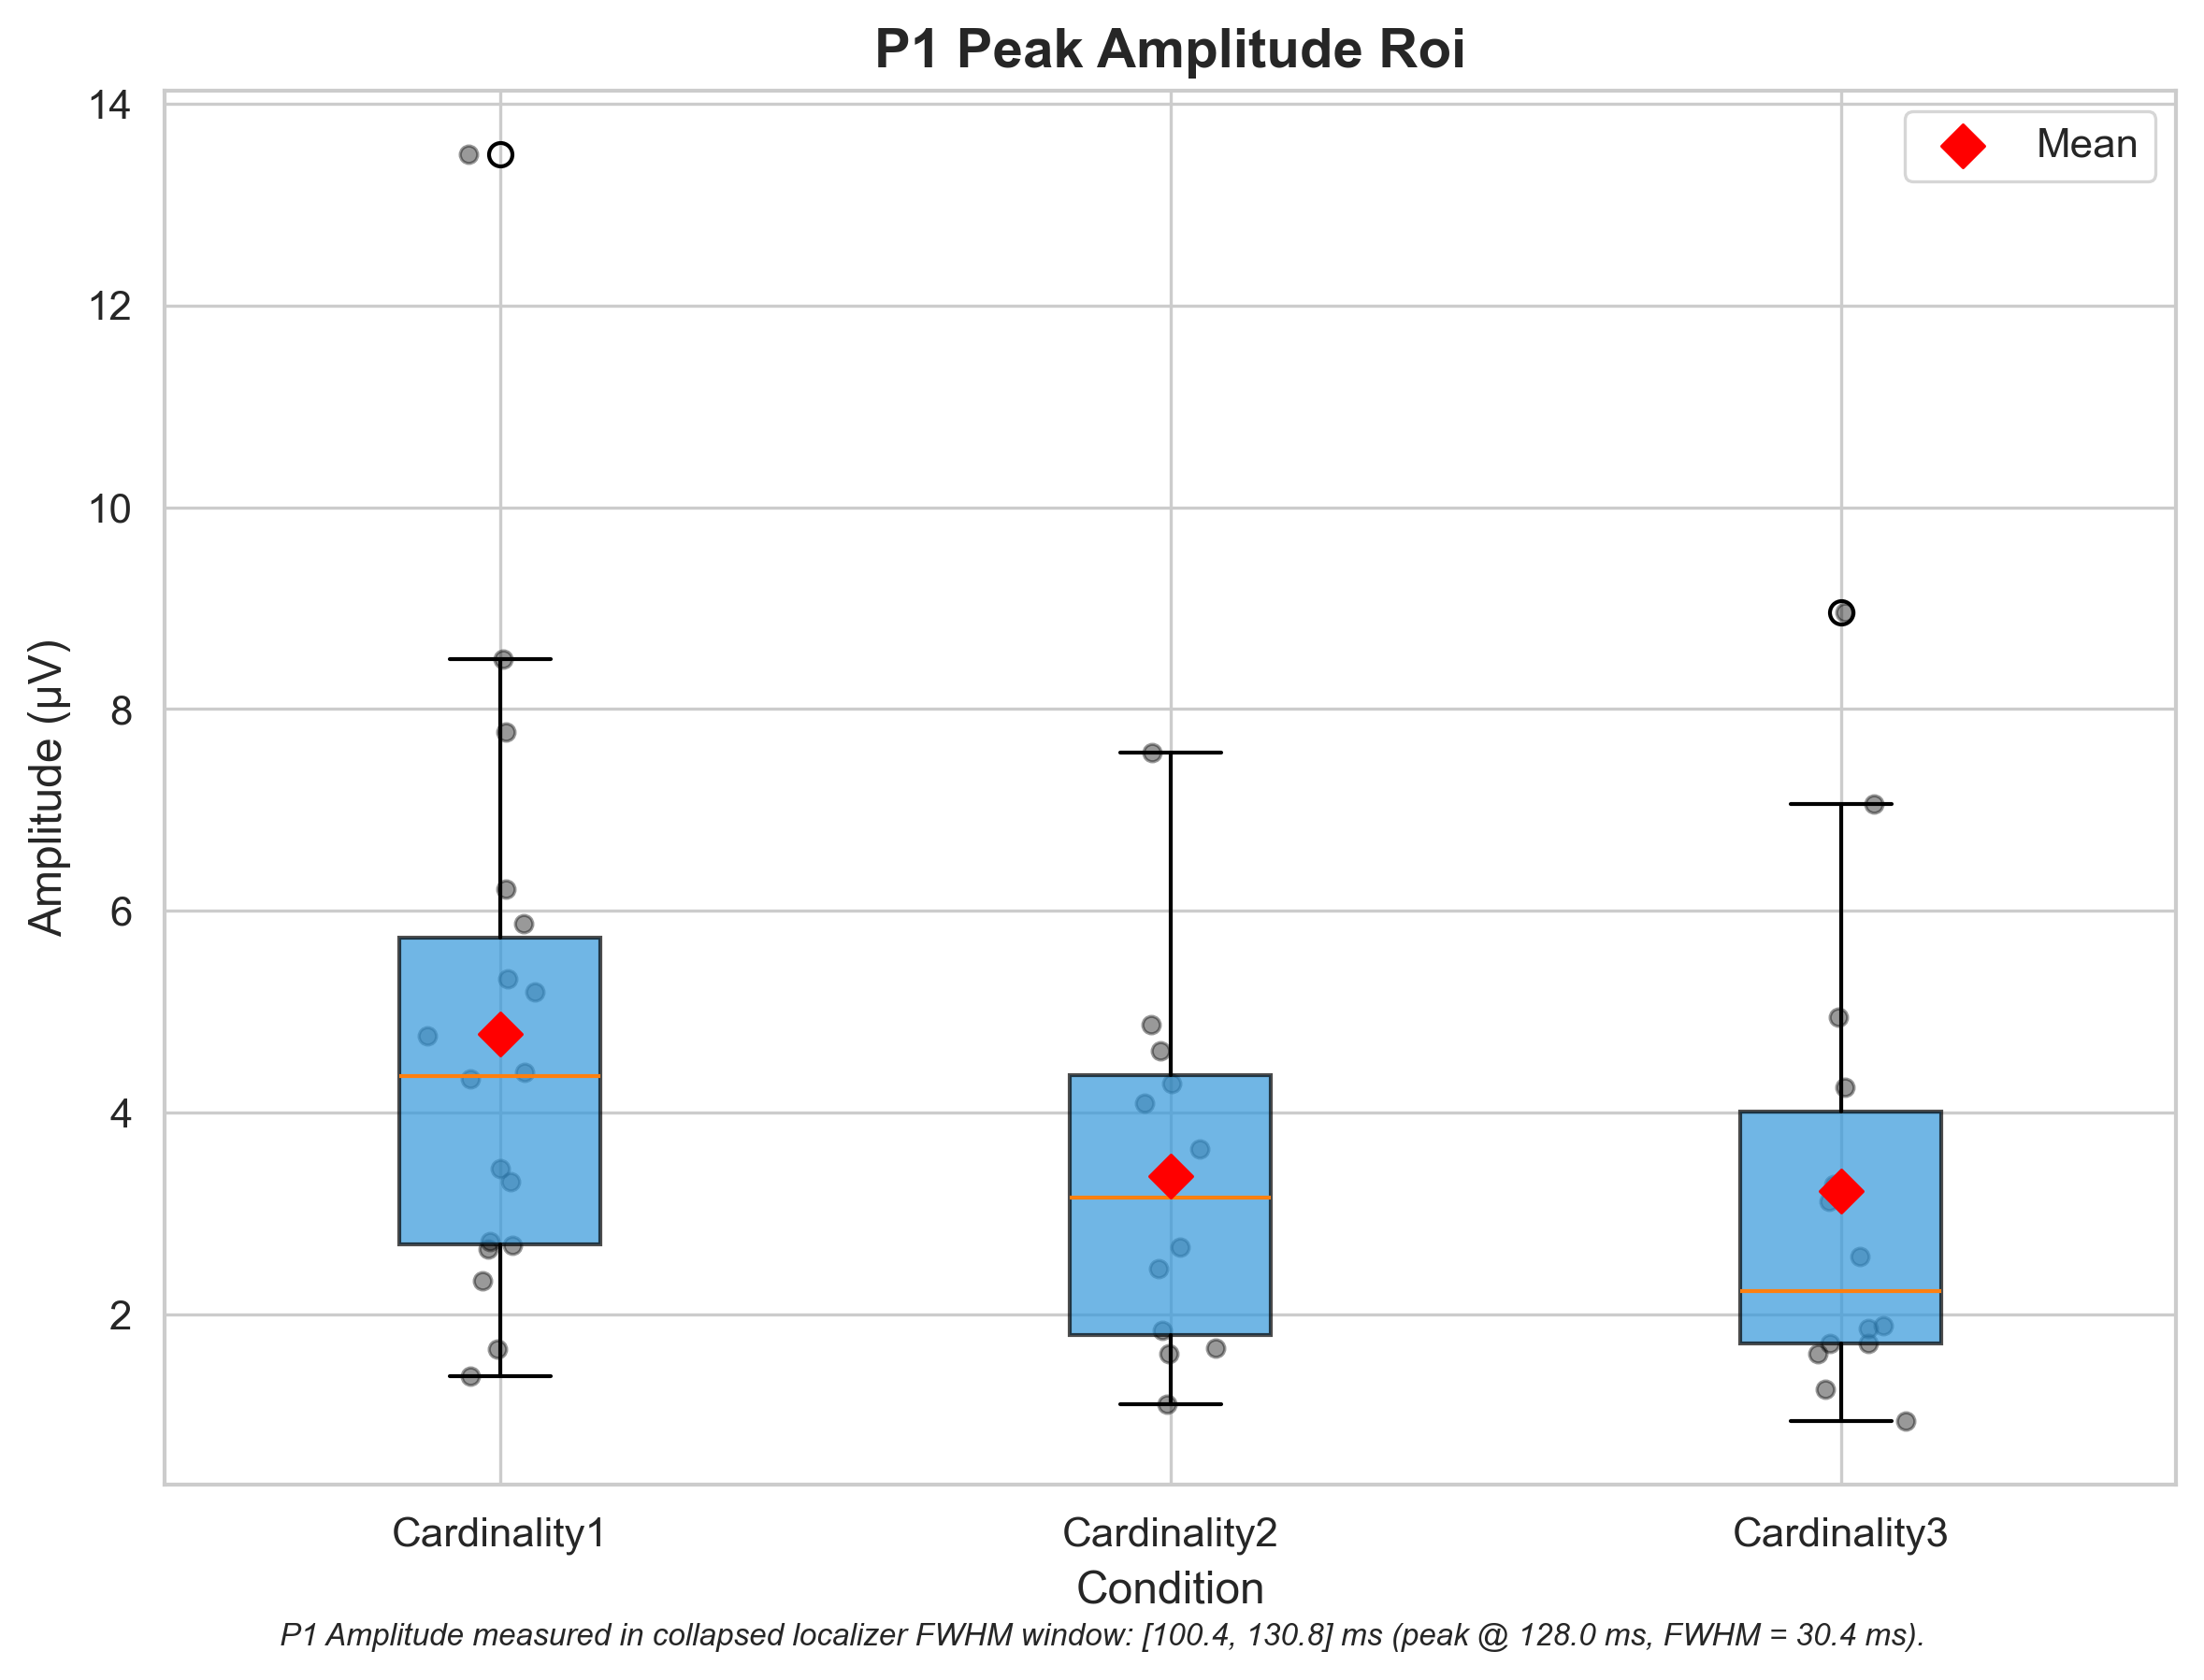 P1 Peak Amplitude Roi
Mean
14
12
10
8
6
4
2
Amplitude (µV)
Cardinality1 Cardinality2 Cardinality3
Condition
P1 Amplitude measured in collapsed localizer FWHM window: [100.4, 130.8] ms (peak @ 128.0 ms, FWHM = 30.4 ms).